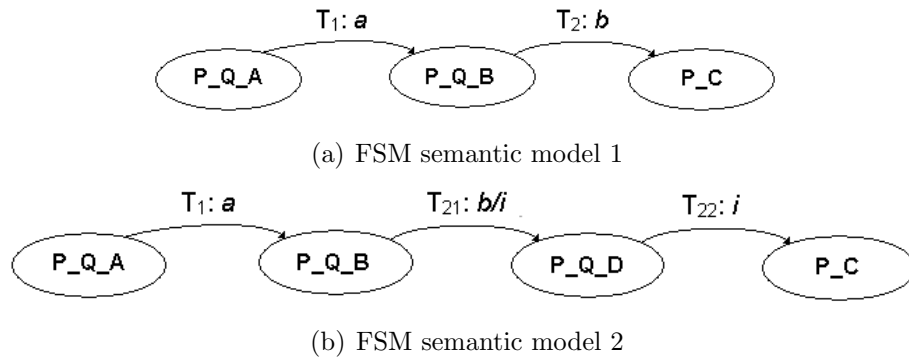 T₁: a T₂: b
P_Q_A P_Q_B P_C
(a) FSM semantic model 1
T₁: a T₂₁: b/i T₂₂: i
P_Q_A P_Q_B P_Q_D P_C
(b) FSM semantic model 2